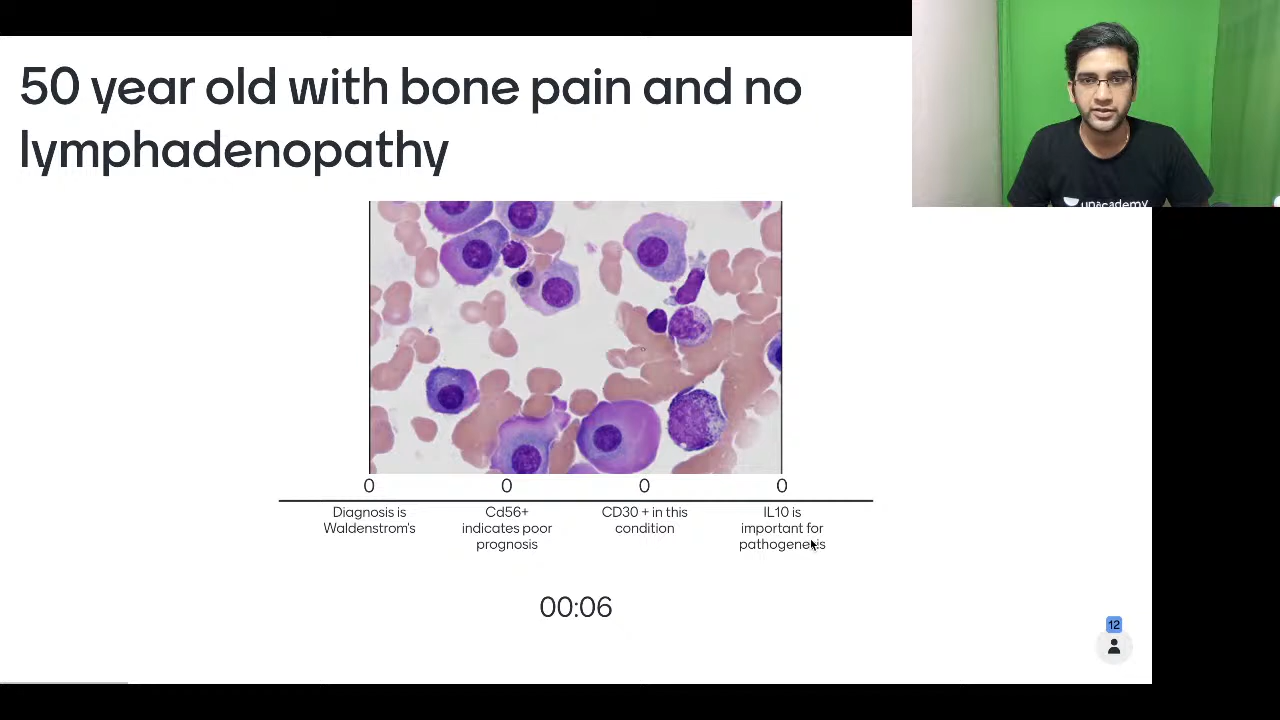 50 year old with bone pain and no
lymphadenopathy
unacademy
0 0 0 0
Diagnosis is
Waldenstrom's
Cd56+
indicates poor
prognosis
CD30 + in this
condition
IL10 is
important for
pathogenesis
00:06
12